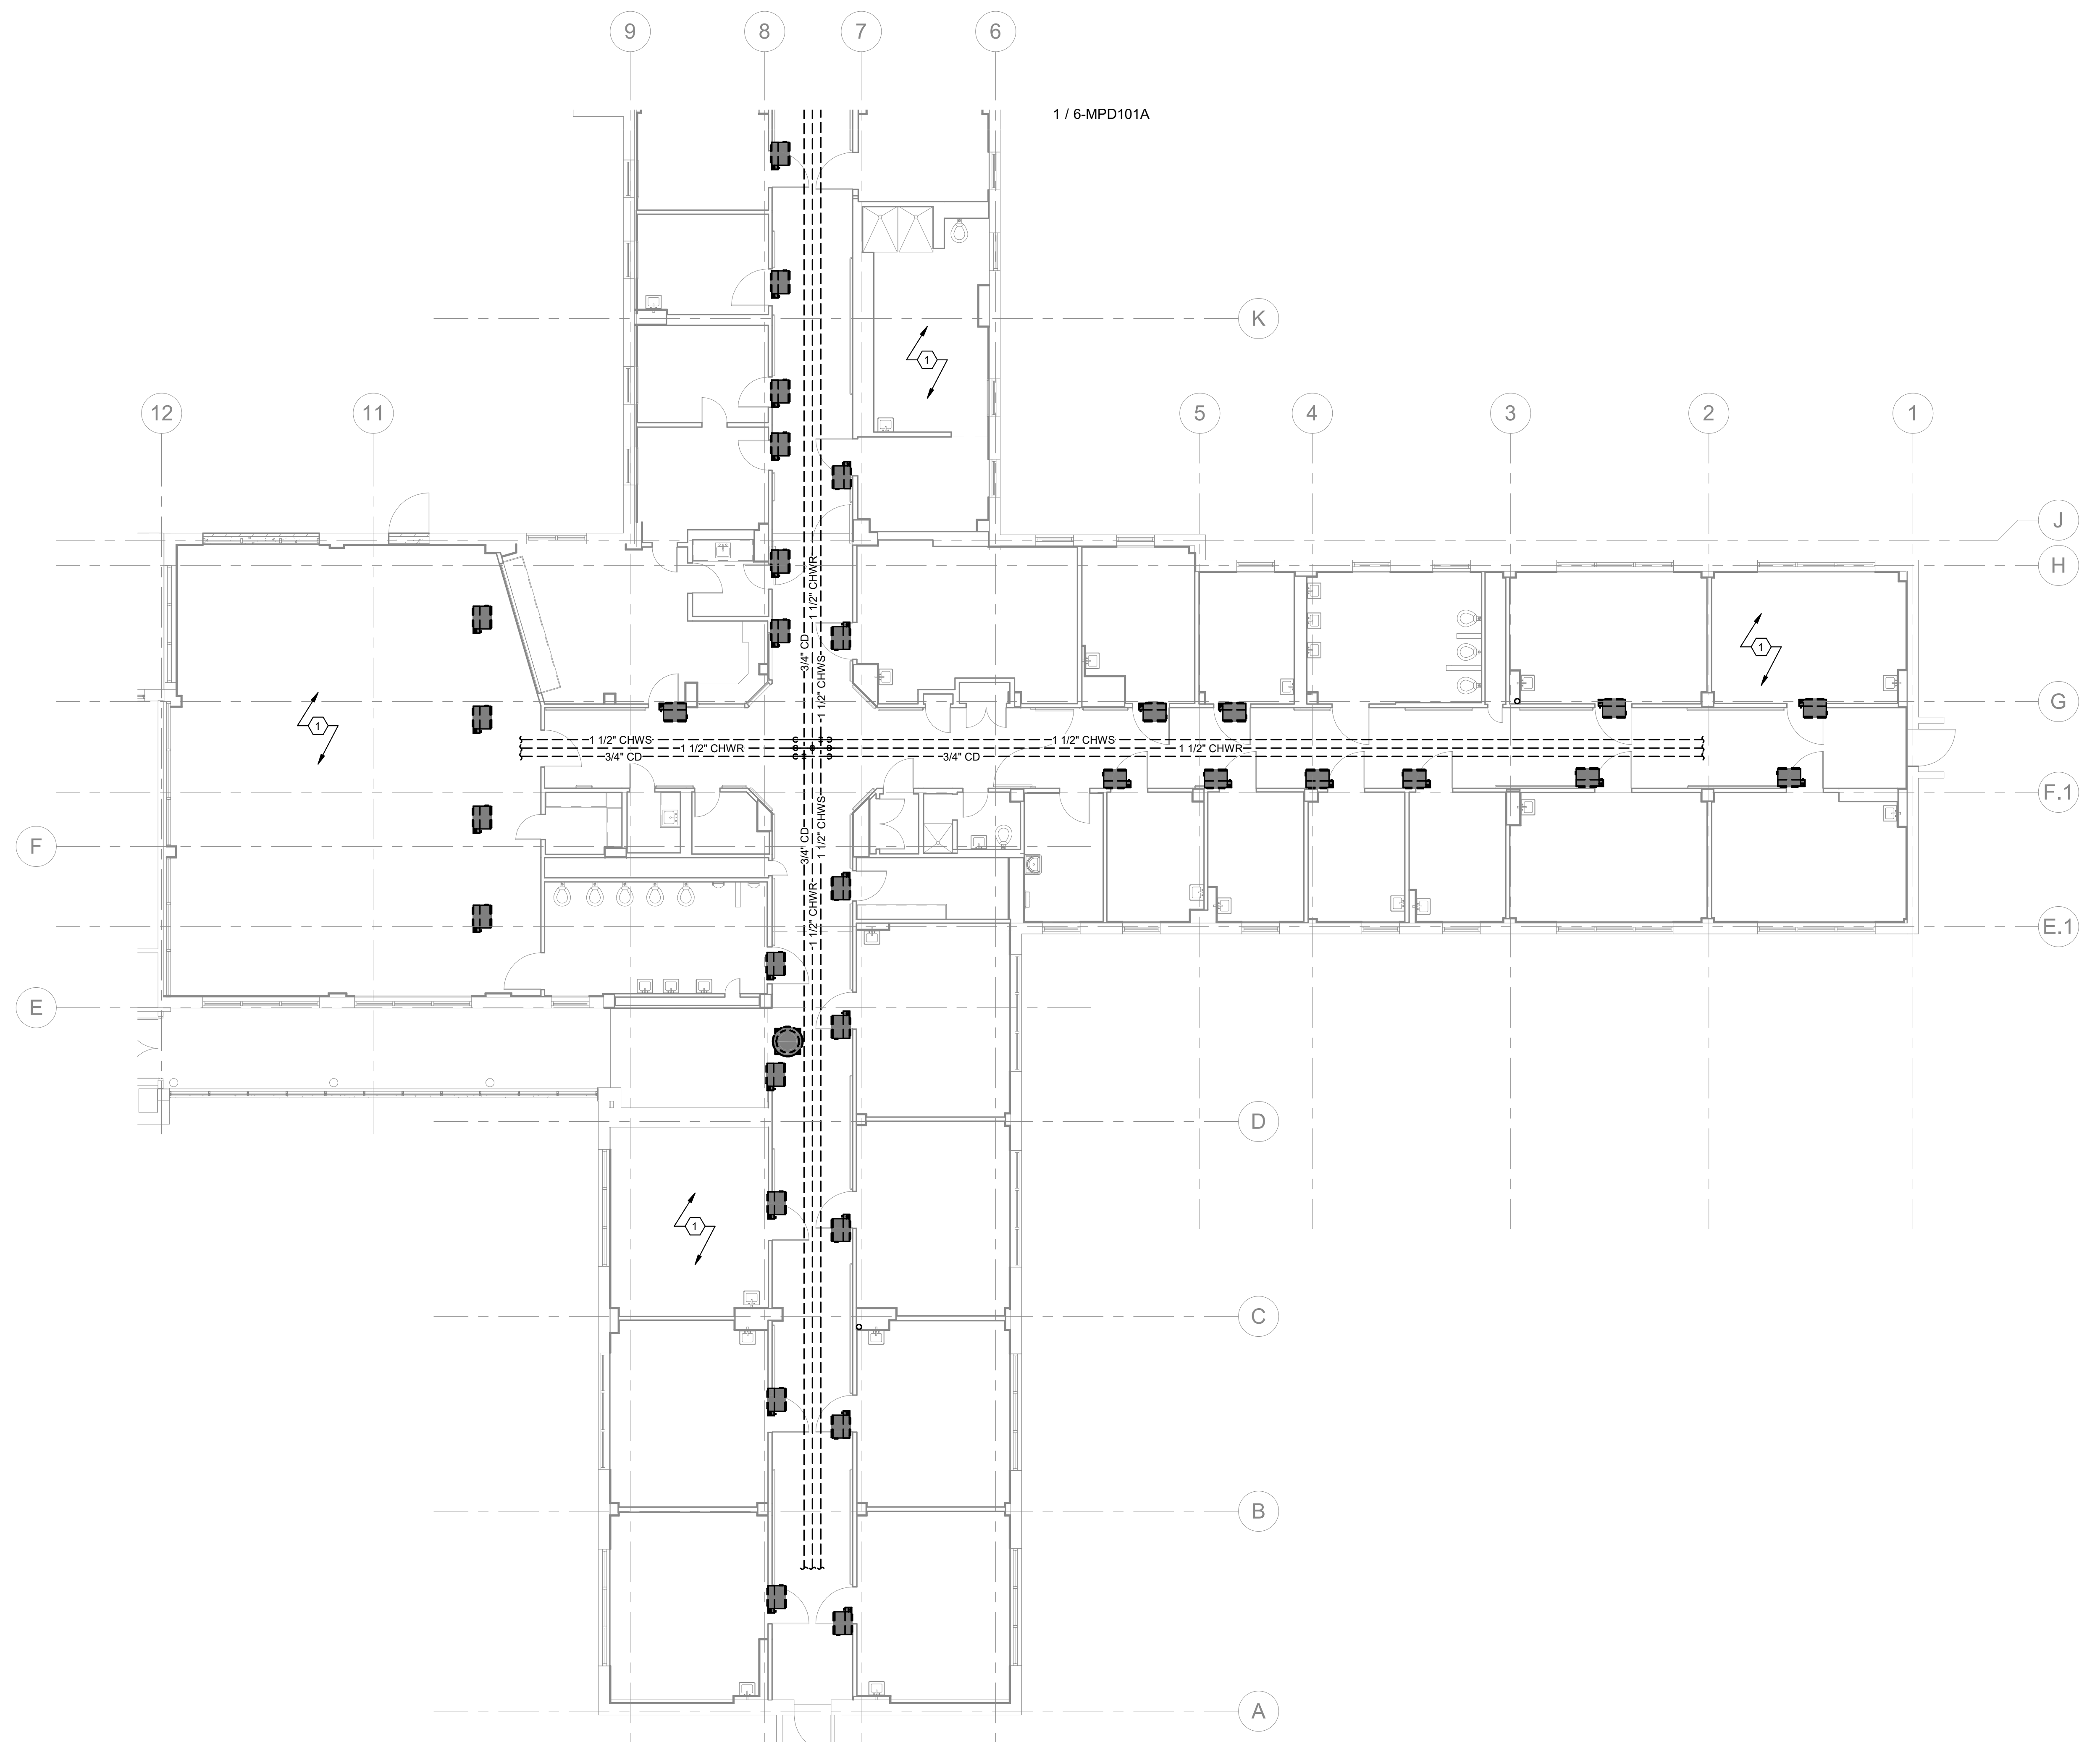 9 8 7 6
1 / 6-MPD101A
K
1
12 11 5 4 3 2 1
J
H
1 1/2" CHWR
3/4" CD
1 1/2" CHWS
1
G
1
1 1/2" CHWS
1 1/2" CHWR
3/4" CD
1 1/2" CHWS
1 1/2" CHWR
3/4" CD
F.1
1 1/2" CHWS
3/4" CD
F
1 1/2" CHWR
E.1
E
D
1
C
B
A